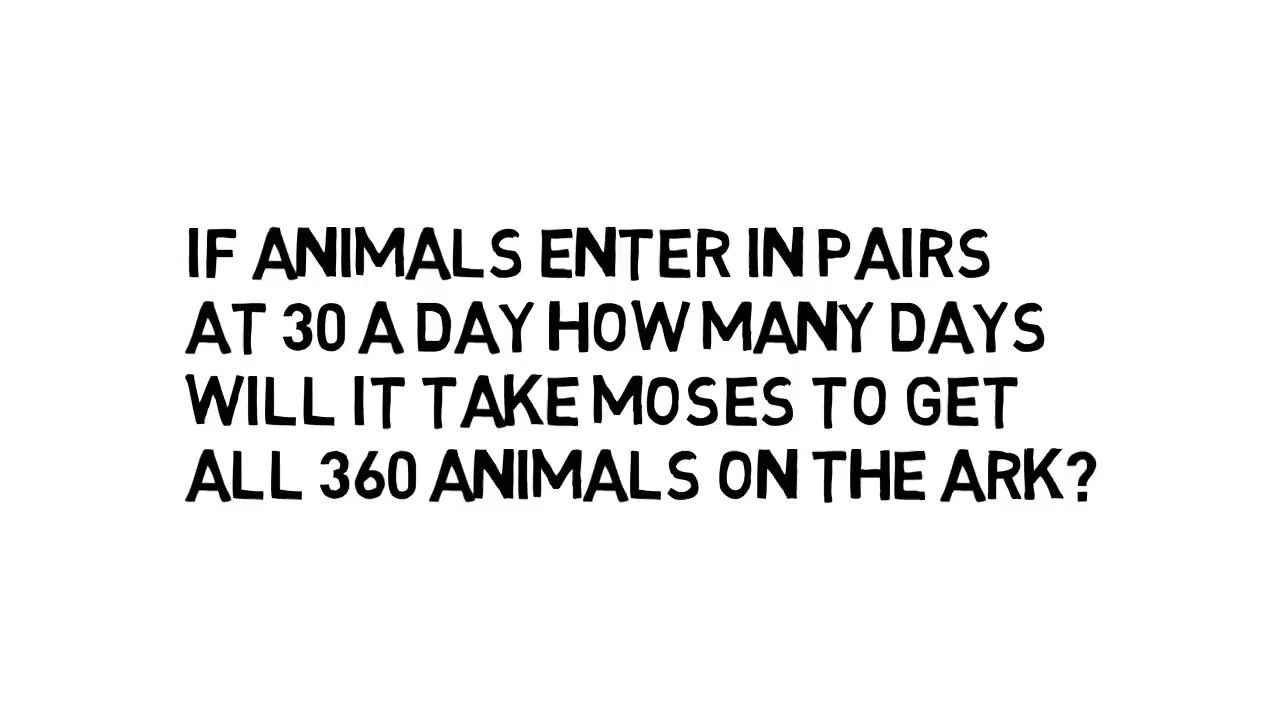 IF ANIMALS ENTER IN PAIRS
AT 30 A DAY HOW MANY DAYS
WILL IT TAKE MOSES TO GET
ALL 360 ANIMALS ON THE ARK?